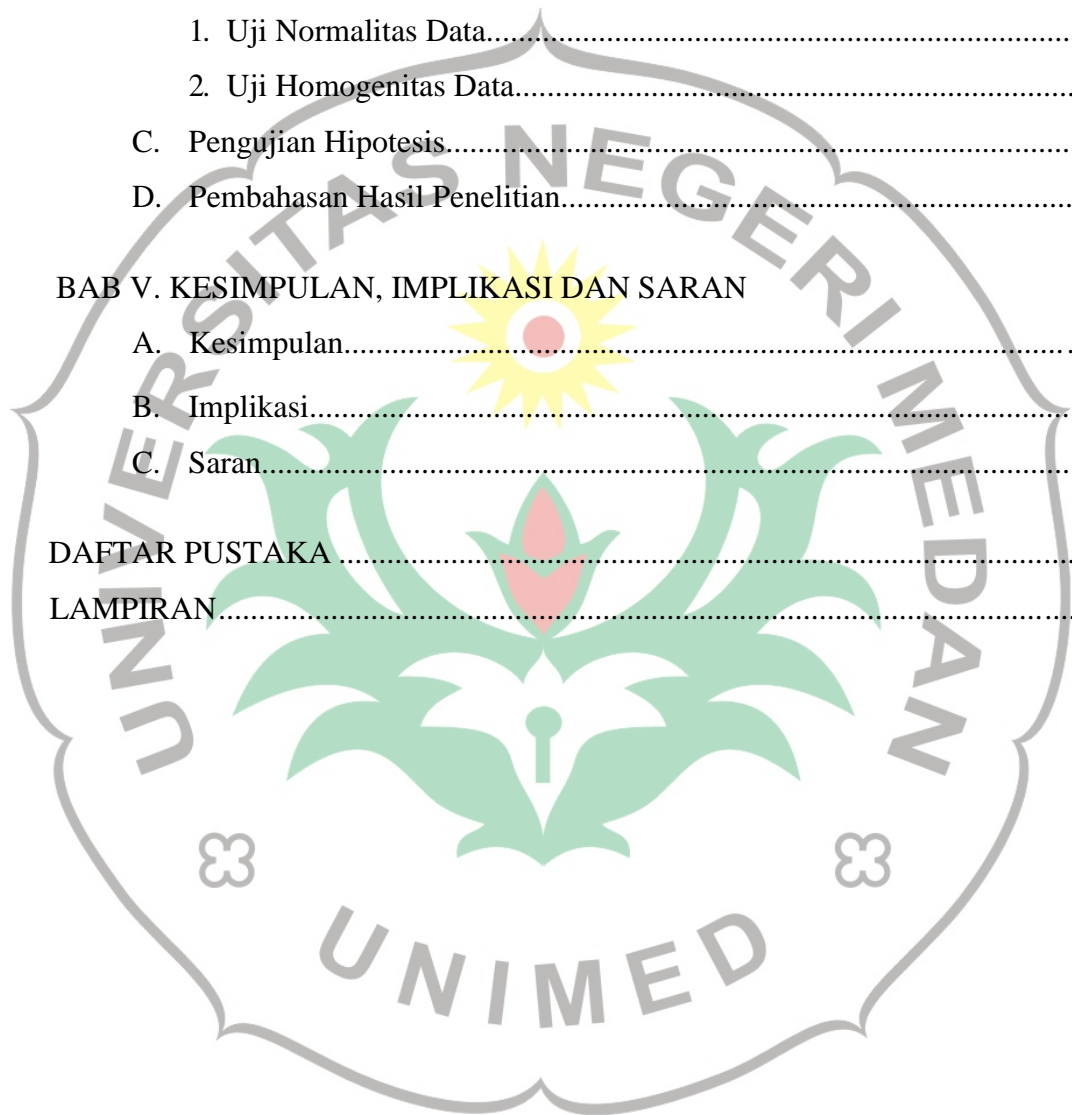 1. Uji Normalitas Data...............................................................................
2. Uji Homogenitas Data............................................................................
C. Pengujian Hipotesis....................................................................................
D. Pembahasan Hasil Penelitian......................................................................
BAB V. KESIMPULAN, IMPLIKASI DAN SARAN
A. Kesimpulan.................................................................................................
B. Implikasi......................................................................................................
C. Saran............................................................................................................
DAFTAR PUSTAKA ..................................................................................................
LAMPIRAN..................................................................................................................
UNIVERSITAS NEGERI MEDAN
UNIMED